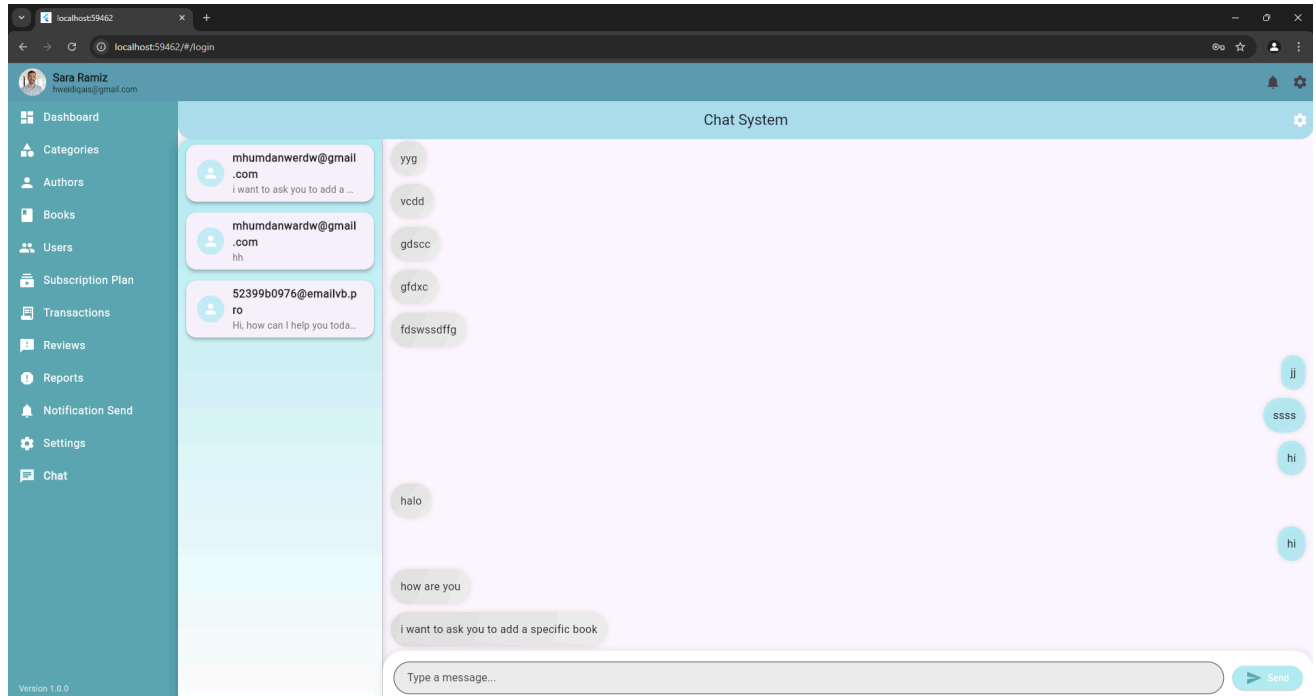 localhost:59462
localhost:59462/#/login
Sara Ramiz
hweidiqais@gmail.com
Dashboard
Categories
Authors
Books
Users
Subscription Plan
Transactions
Reviews
Reports
Notification Send
Settings
Chat
Version 1.0.0
Chat System
mhumdanwerdw@gmail
.com
i want to ask you to add a ...
mhumdanwardw@gmail
.com
hh
52399b0976@emailvb.p
ro
Hi, how can I help you toda...
yyg
vcdd
gdscc
gfdxc
fdswssdffg
jj
ssss
hi
halo
hi
how are you
i want to ask you to add a specific book
Type a message...
Send